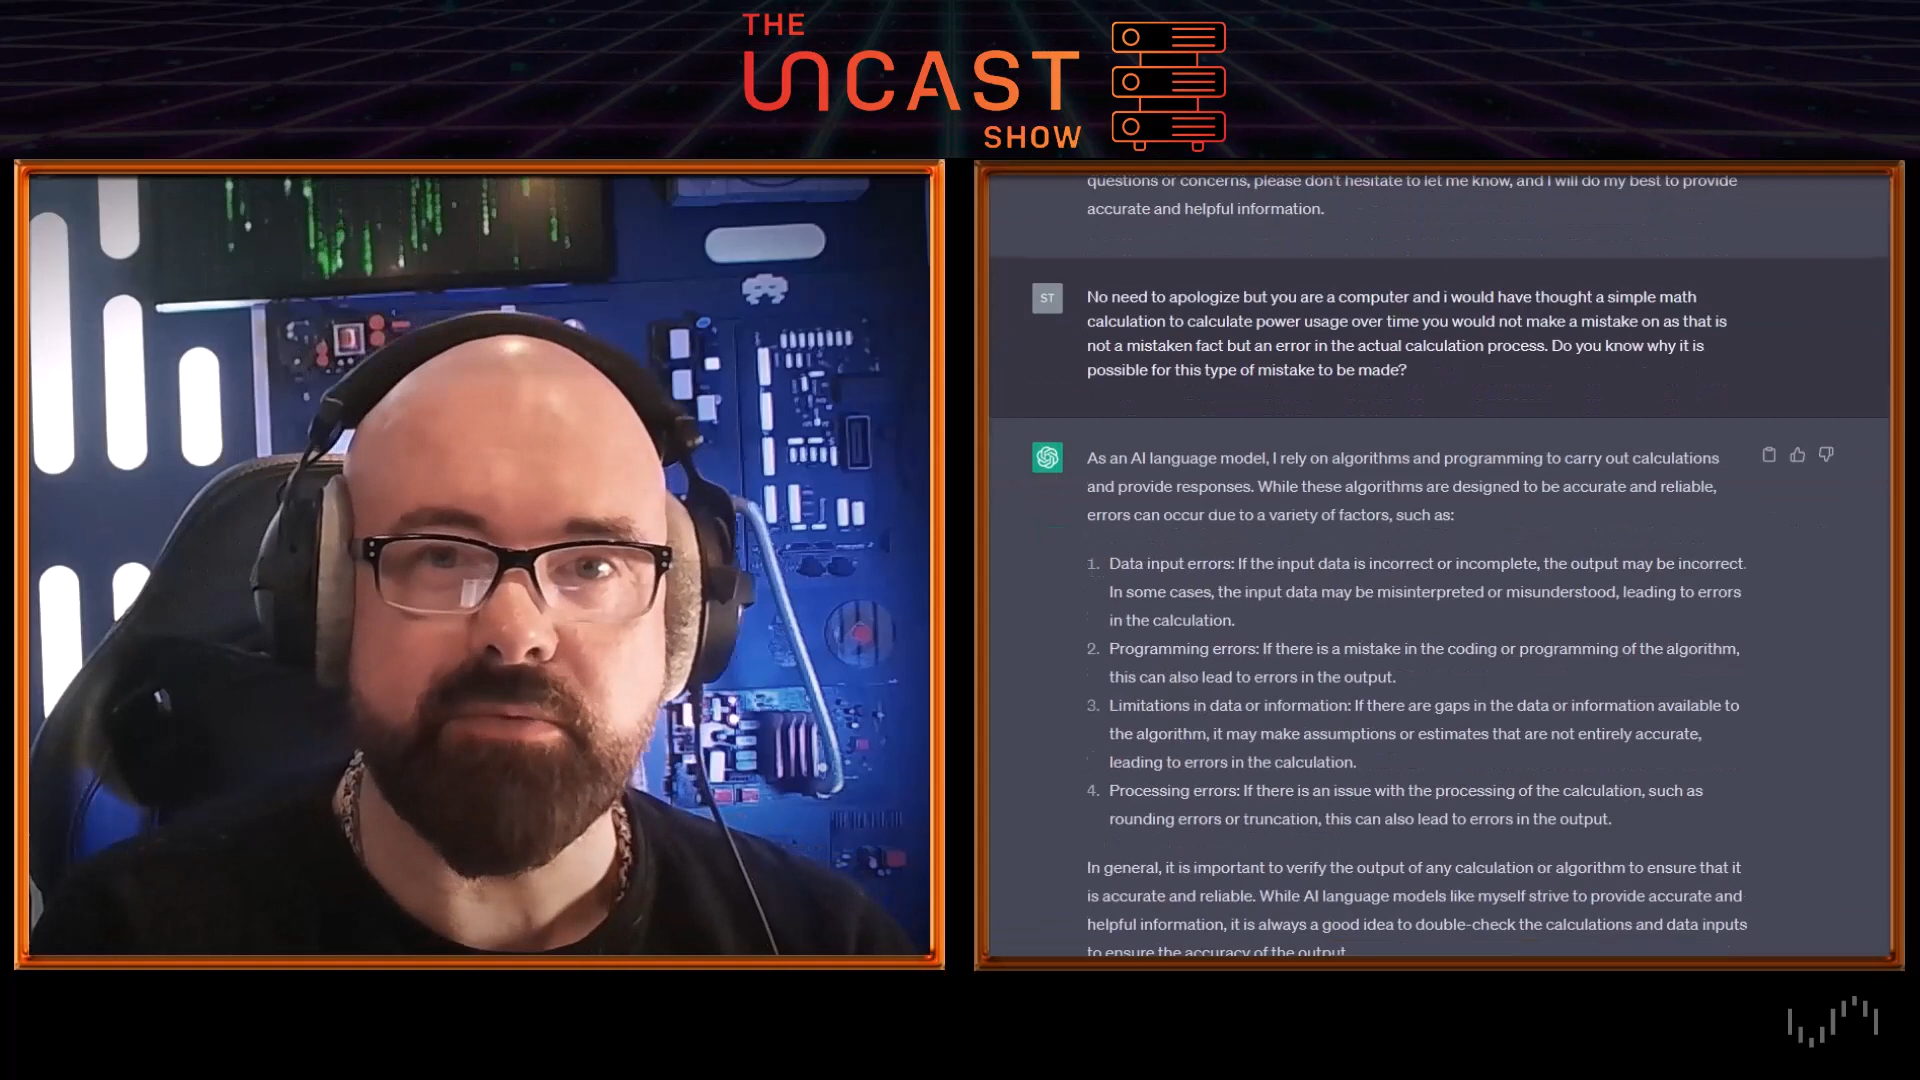 THE
UNCAST
SHOW
questions or concerns, please don't hesitate to let me know, and I will do my best to provide
accurate and helpful information.
ST
No need to apologize but you are a computer and i would have thought a simple math
calculation to calculate power usage over time you would not make a mistake on as that is
not a mistaken fact but an error in the actual calculation process. Do you know why it is
possible for this type of mistake to be made?
As an AI language model, I rely on algorithms and programming to carry out calculations
and provide responses. While these algorithms are designed to be accurate and reliable,
errors can occur due to a variety of factors, such as:
1. Data input errors: If the input data is incorrect or incomplete, the output may be incorrect.
In some cases, the input data may be misinterpreted or misunderstood, leading to errors
in the calculation.
2. Programming errors: If there is a mistake in the coding or programming of the algorithm,
this can also lead to errors in the output.
3. Limitations in data or information: If there are gaps in the data or information available to
the algorithm, it may make assumptions or estimates that are not entirely accurate,
leading to errors in the calculation.
4. Processing errors: If there is an issue with the processing of the calculation, such as
rounding errors or truncation, this can also lead to errors in the output.
In general, it is important to verify the output of any calculation or algorithm to ensure that it
is accurate and reliable. While AI language models like myself strive to provide accurate and
helpful information, it is always a good idea to double-check the calculations and data inputs
to ensure the accuracy of the output.